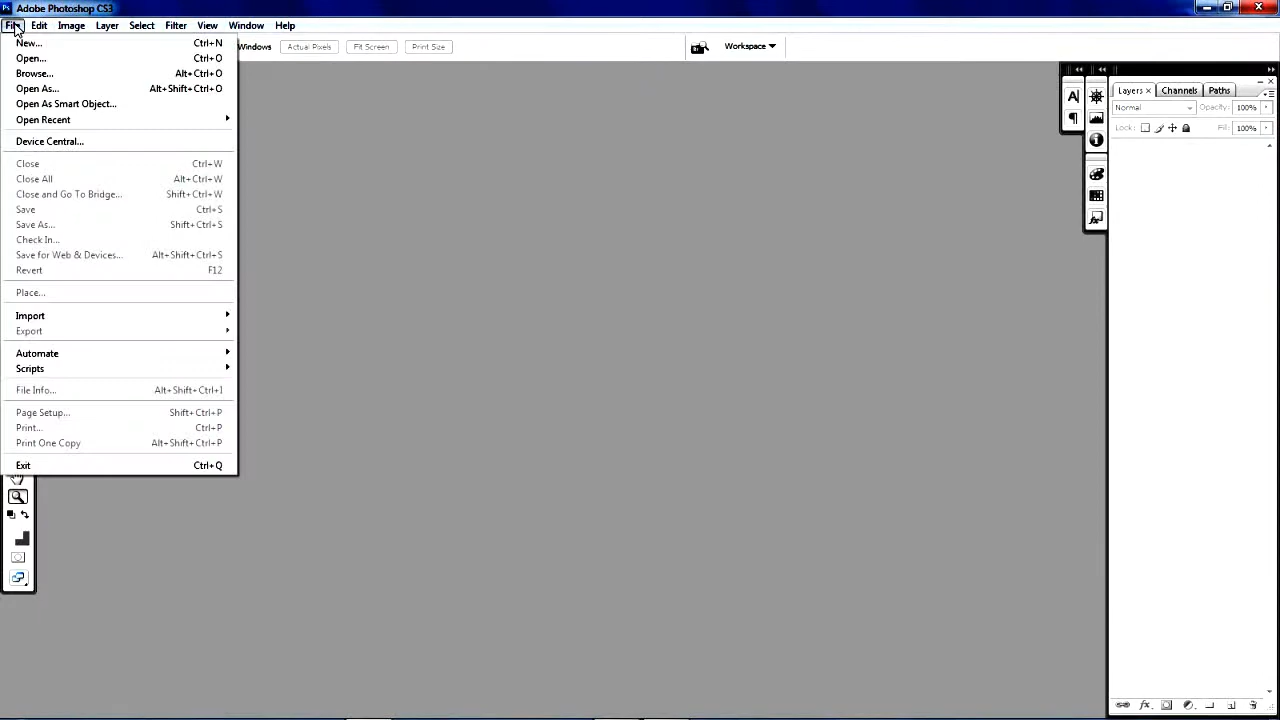 Adobe Photoshop CS3
File Edit Image Layer Select Filter View Window Help
Windows Actual Pixels Fit Screen Print Size Workspace
New... Ctrl+N
Open... Ctrl+O
Browse... Alt+Ctrl+O
Open As... Alt+Shift+Ctrl+O
Open As Smart Object...
Open Recent
Device Central...
Close Ctrl+W
Close All Alt+Ctrl+W
Close and Go To Bridge... Shift+Ctrl+W
Save Ctrl+S
Save As... Shift+Ctrl+S
Check In...
Save for Web & Devices... Alt+Shift+Ctrl+S
Revert F12
Place...
Import
Export
Automate
Scripts
File Info... Alt+Shift+Ctrl+I
Page Setup... Shift+Ctrl+P
Print... Ctrl+P
Print One Copy Alt+Shift+Ctrl+P
Exit Ctrl+Q
Layers x Channels Paths
Normal Opacity: 100%
Lock: Fill: 100%